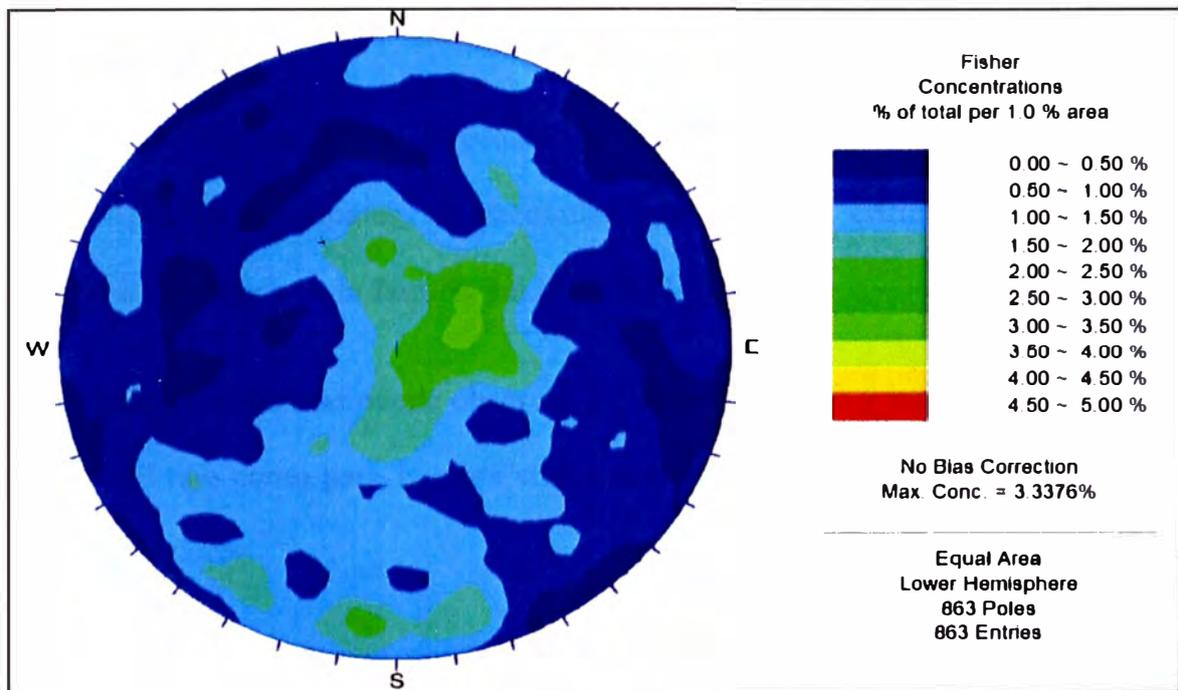 N
W
E
S
Fisher
Concentrations
% of total per 1.0 % area
0.00 ~ 0.50 %
0.50 ~ 1.00 %
1.00 ~ 1.50 %
1.50 ~ 2.00 %
2.00 ~ 2.50 %
2.50 ~ 3.00 %
3.00 ~ 3.50 %
3.50 ~ 4.00 %
4.00 ~ 4.50 %
4.50 ~ 5.00 %
No Bias Correction
Max. Conc. = 3.3376%
Equal Area
Lower Hemisphere
863 Poles
863 Entries